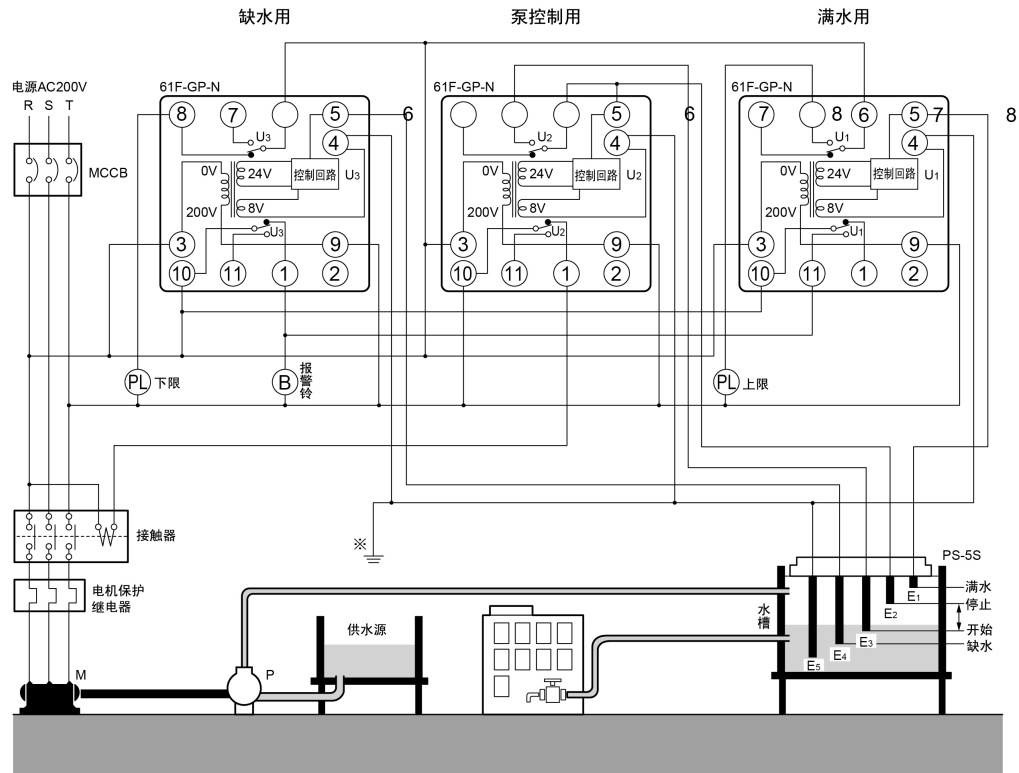 缺水用 泵控制用 满水用
电源AC200V
R S T
MCCB
61F-GP-N
8 7 5 6
U3
4
0V 24V 控制回路 U3
200V 8V
U3
3 9
10 11 1 2
61F-GP-N
5 6
U2
4
0V 24V 控制回路 U2
200V 8V
U2
3 9
10 11 1 2
61F-GP-N
7 8 6 5 7 8
U1
4
0V 24V 控制回路 U1
200V 8V
U1
3 9
10 11 1 2
PL 下限
B 报警铃
PL 上限
接触器
※
电机保护
继电器
M
P
供水源
水槽
PS-5S
E1
E2
E3
E4
E5
满水
停止
开始
缺水